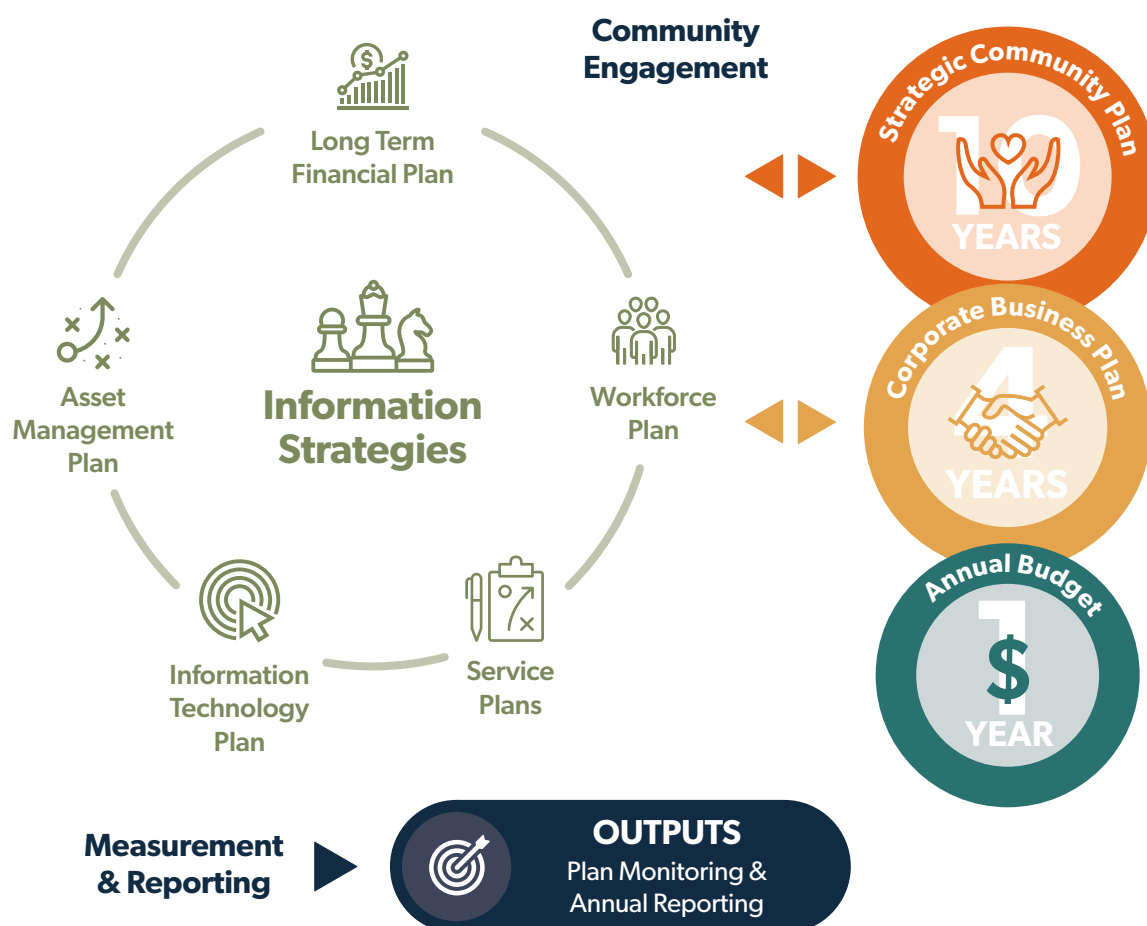 Community
Engagement
Strategic Community Plan
10
YEARS
Long Term
Financial Plan
Information
Strategies
Asset
Management
Plan
Workforce
Plan
Corporate Business Plan
4
YEARS
Information
Technology
Plan
Service
Plans
Annual Budget
1
$
YEAR
Measurement
& Reporting
OUTPUTS
Plan Monitoring &
Annual Reporting